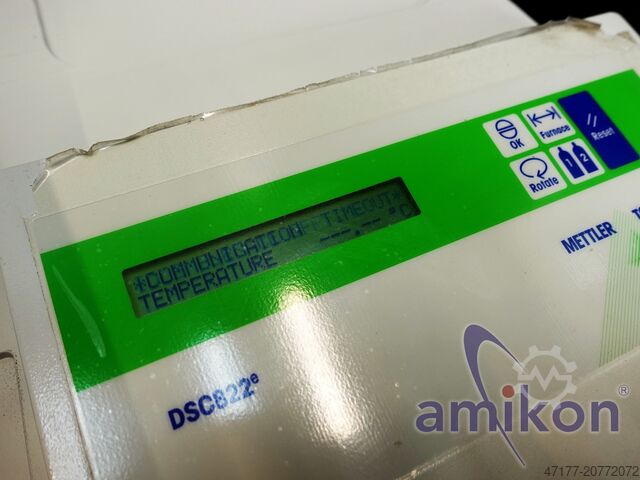 *COMMUNICATION TIMEOUT*
TEMPERATURE ---.-- °C
OK
Furnace
Reset
Rotate
1 2
METTLER
DSC822e
amikon®
47177-20772072